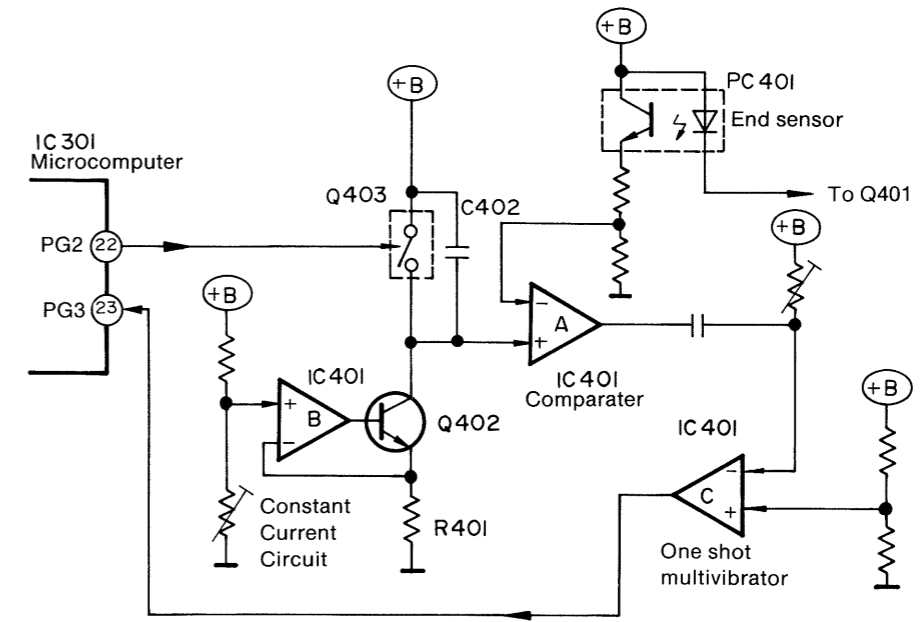 +B
PC401
End sensor
To Q401
+B
IC301
Microcomputer
PG2
22
PG3
23
+B
Q403
C402
+B
IC401
+
B
−
Q402
Constant
Current
Circuit
R401
−
A
+
IC401
Comparater
+B
IC401
−
C
+
One shot
multivibrator
+B